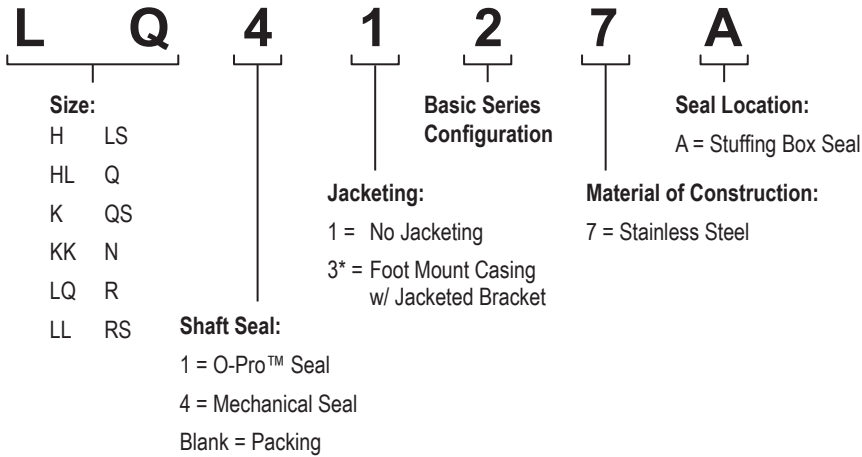 L Q 4 1 2 7 A
Size:
H LS
HL Q
K QS
KK N
LQ R
LL RS
Shaft Seal:
1 = O-Pro™ Seal
4 = Mechanical Seal
Blank = Packing
Jacketing:
1 = No Jacketing
3* = Foot Mount Casing
w/ Jacketed Bracket
Basic Series
Configuration
Material of Construction:
7 = Stainless Steel
Seal Location:
A = Stuffing Box Seal